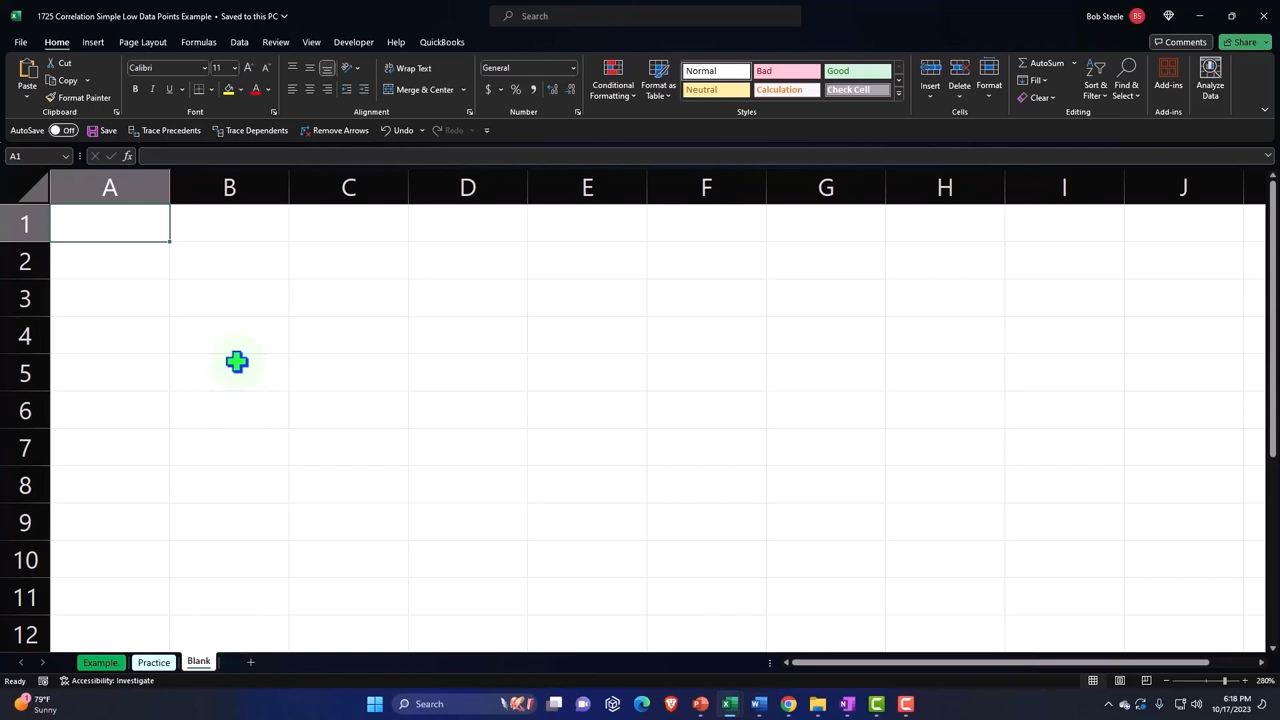 1725 Correlation Simple Low Data Points Example • Saved to this PC
Search
Bob Steele BS
File Home Insert Page Layout Formulas Data Review View Developer Help QuickBooks
Comments Share
Paste Cut Copy Format Painter
Calibri 11
B I U
Wrap Text
Merge & Center
General
$ %
Conditional Formatting Format as Table
Normal Bad Good
Neutral Calculation Check Cell
Insert Delete Format
AutoSum Fill Clear
Sort & Filter Find & Select
Add-ins Analyze Data
Clipboard Font Alignment Number Styles Cells Editing Add-ins
AutoSave Off Save Trace Precedents Trace Dependents Remove Arrows Undo Redo
A1 fx
A B C D E F G H I J
1
2
3
4
5
6
7
8
9
10
11
12
Example Practice Blank
Ready Accessibility: Investigate 280%
79°F
Sunny
Search
6:18 PM
10/17/2023